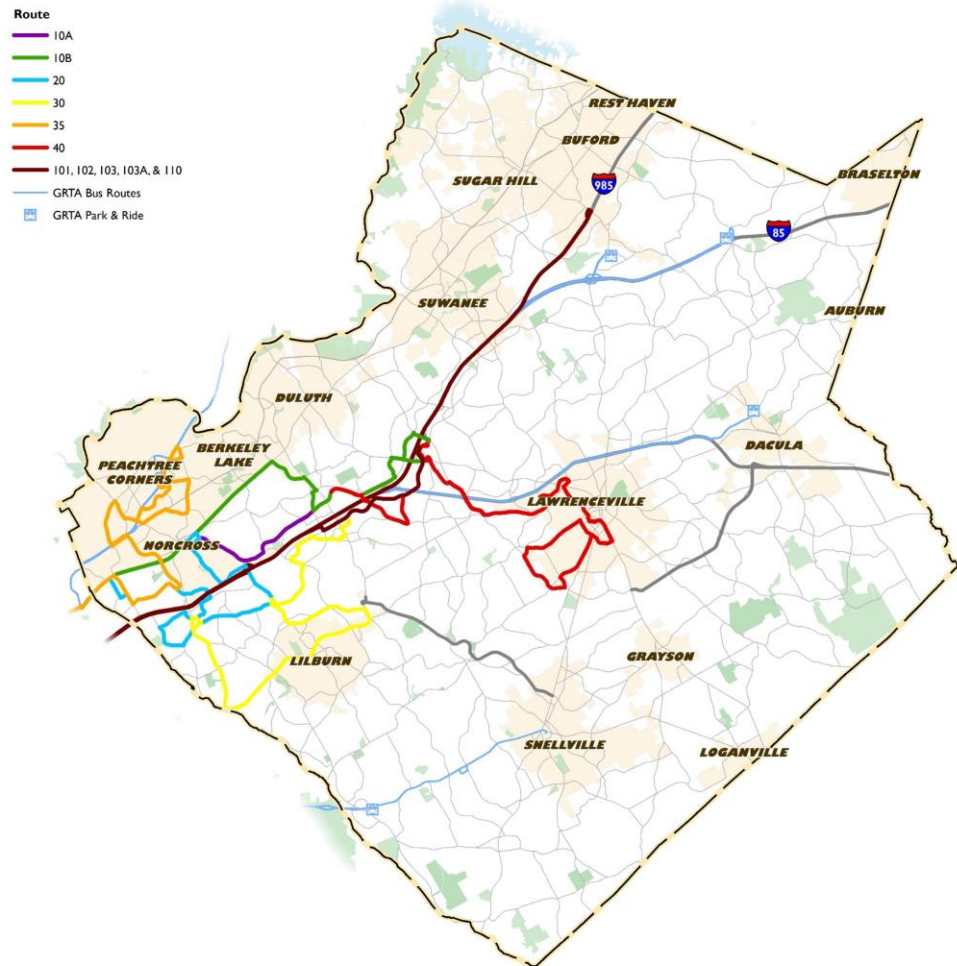 Route
10A
10B
20
30
35
40
101, 102, 103, 103A, & 110
GRTA Bus Routes
GRTA Park & Ride
REST HAVEN
BUFORD
SUGAR HILL
985
BRASELTON
85
SUWANEE
AUBURN
DULUTH
BERKELEY
LAKE
PEACHTREE
CORNERS
DACULA
LAWRENCEVILLE
NORCROSS
LILBURN
GRAYSON
SNELLVILLE
LOGANVILLE